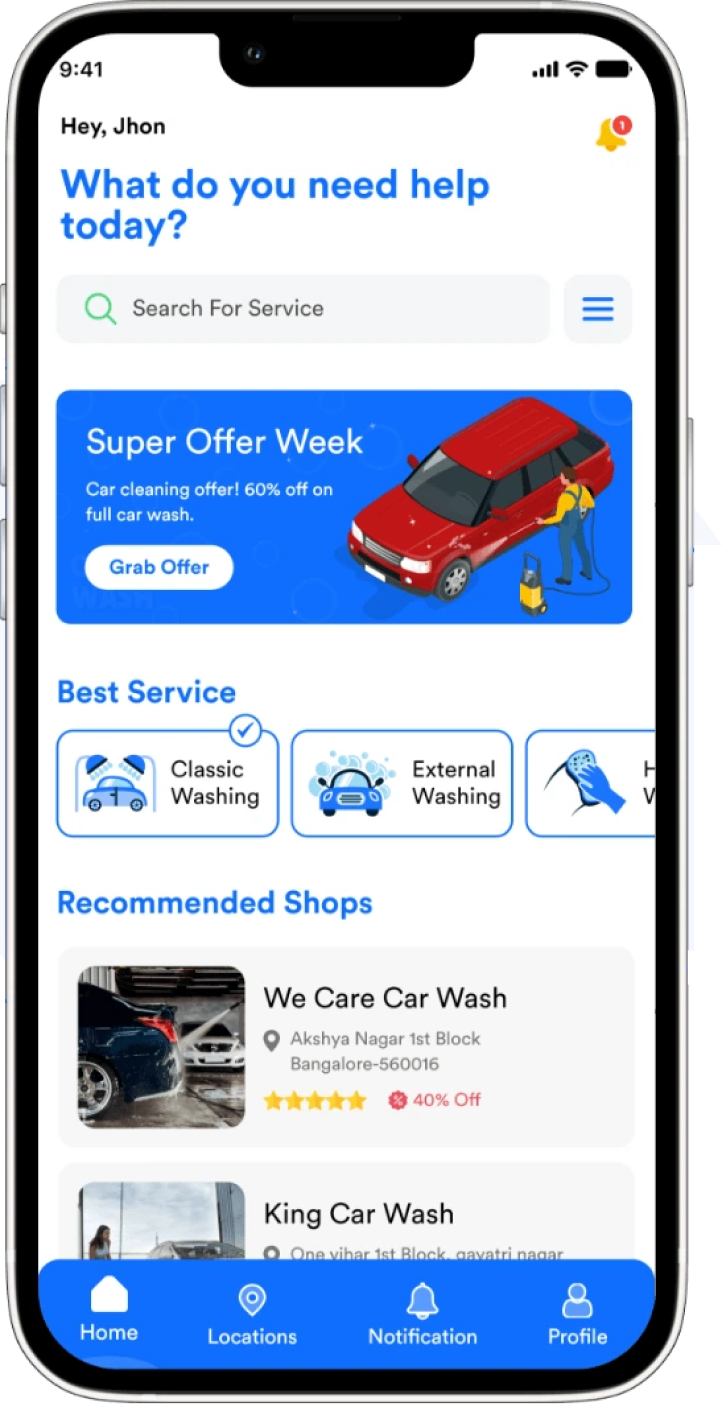 9:41
Hey, Jhon
1
What do you need help
today?
Search For Service
Super Offer Week
Car cleaning offer! 60% off on
full car wash.
Grab Offer
WASH
Best Service
Classic
Washing
External
Washing
H
W
Recommended Shops
We Care Car Wash
Akshya Nagar 1st Block
Bangalore-560016
40% Off
King Car Wash
One vihar 1st Block, gayatri nagar
Home
Locations
Notification
Profile